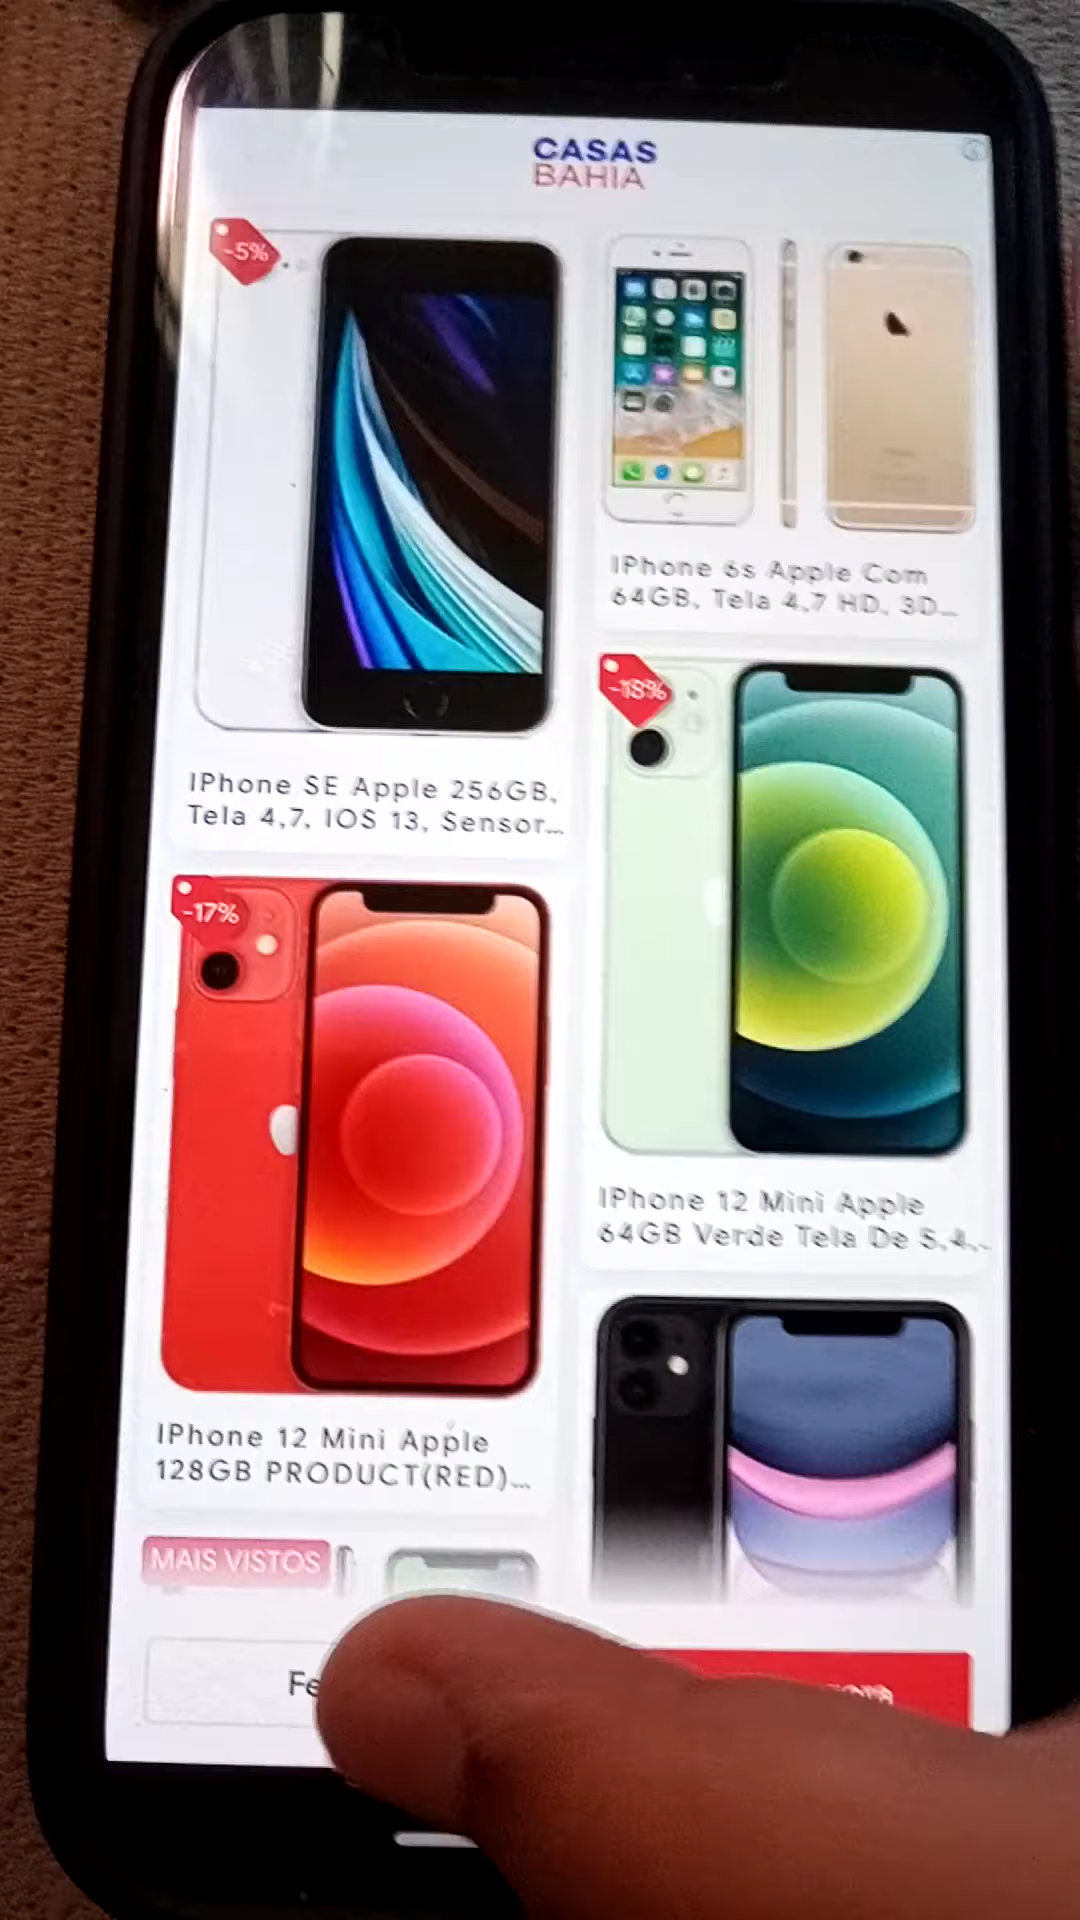 CASAS
BAHIA
-5%
IPhone SE Apple 256GB,
Tela 4,7, IOS 13, Sensor...
IPhone 6s Apple Com
64GB, Tela 4,7 HD, 3D...
-18%
IPhone 12 Mini Apple
64GB Verde Tela De 5,4,...
-17%
IPhone 12 Mini Apple
128GB PRODUCT(RED)...
MAIS VISTOS
Fe